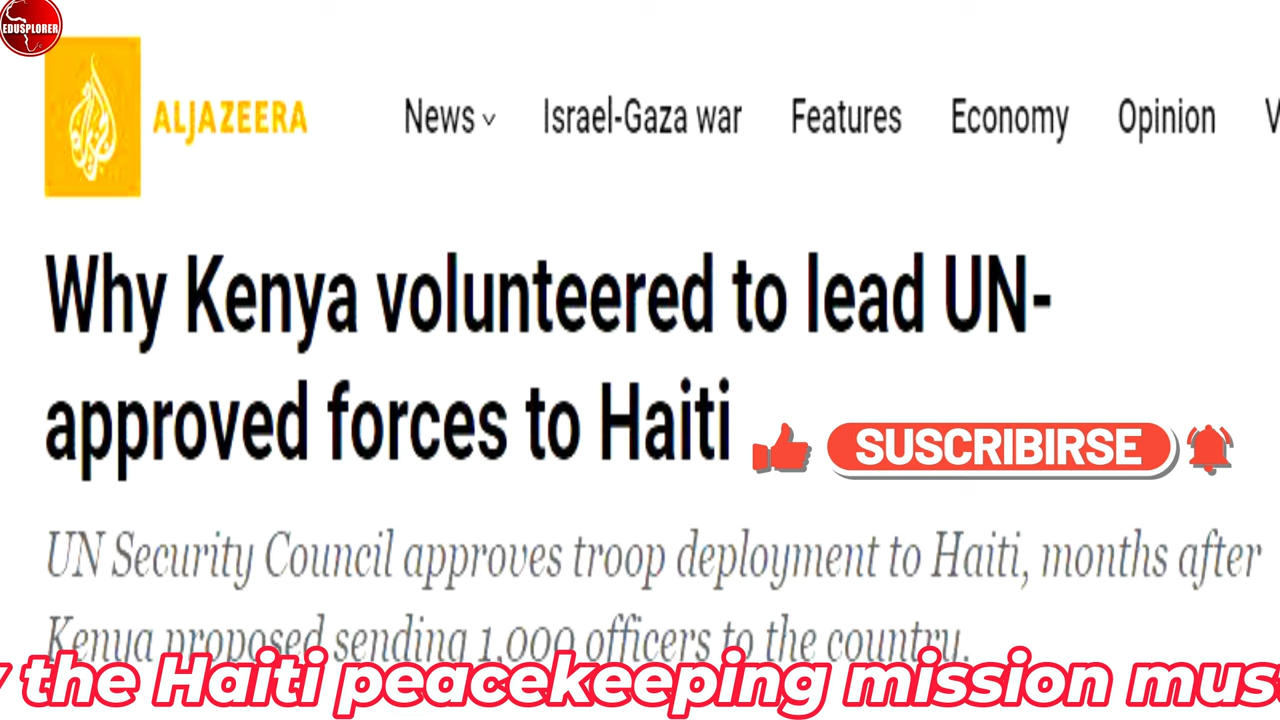 EDUSPLORER
ALJAZEERA
News Israel-Gaza war Features Economy Opinion
Why Kenya volunteered to lead UN-
approved forces to Haiti
SUSCRIBIRSE
UN Security Council approves troop deployment to Haiti, months after
Kenya proposed sending 1,000 officers to the country.
the Haiti peacekeeping mission must